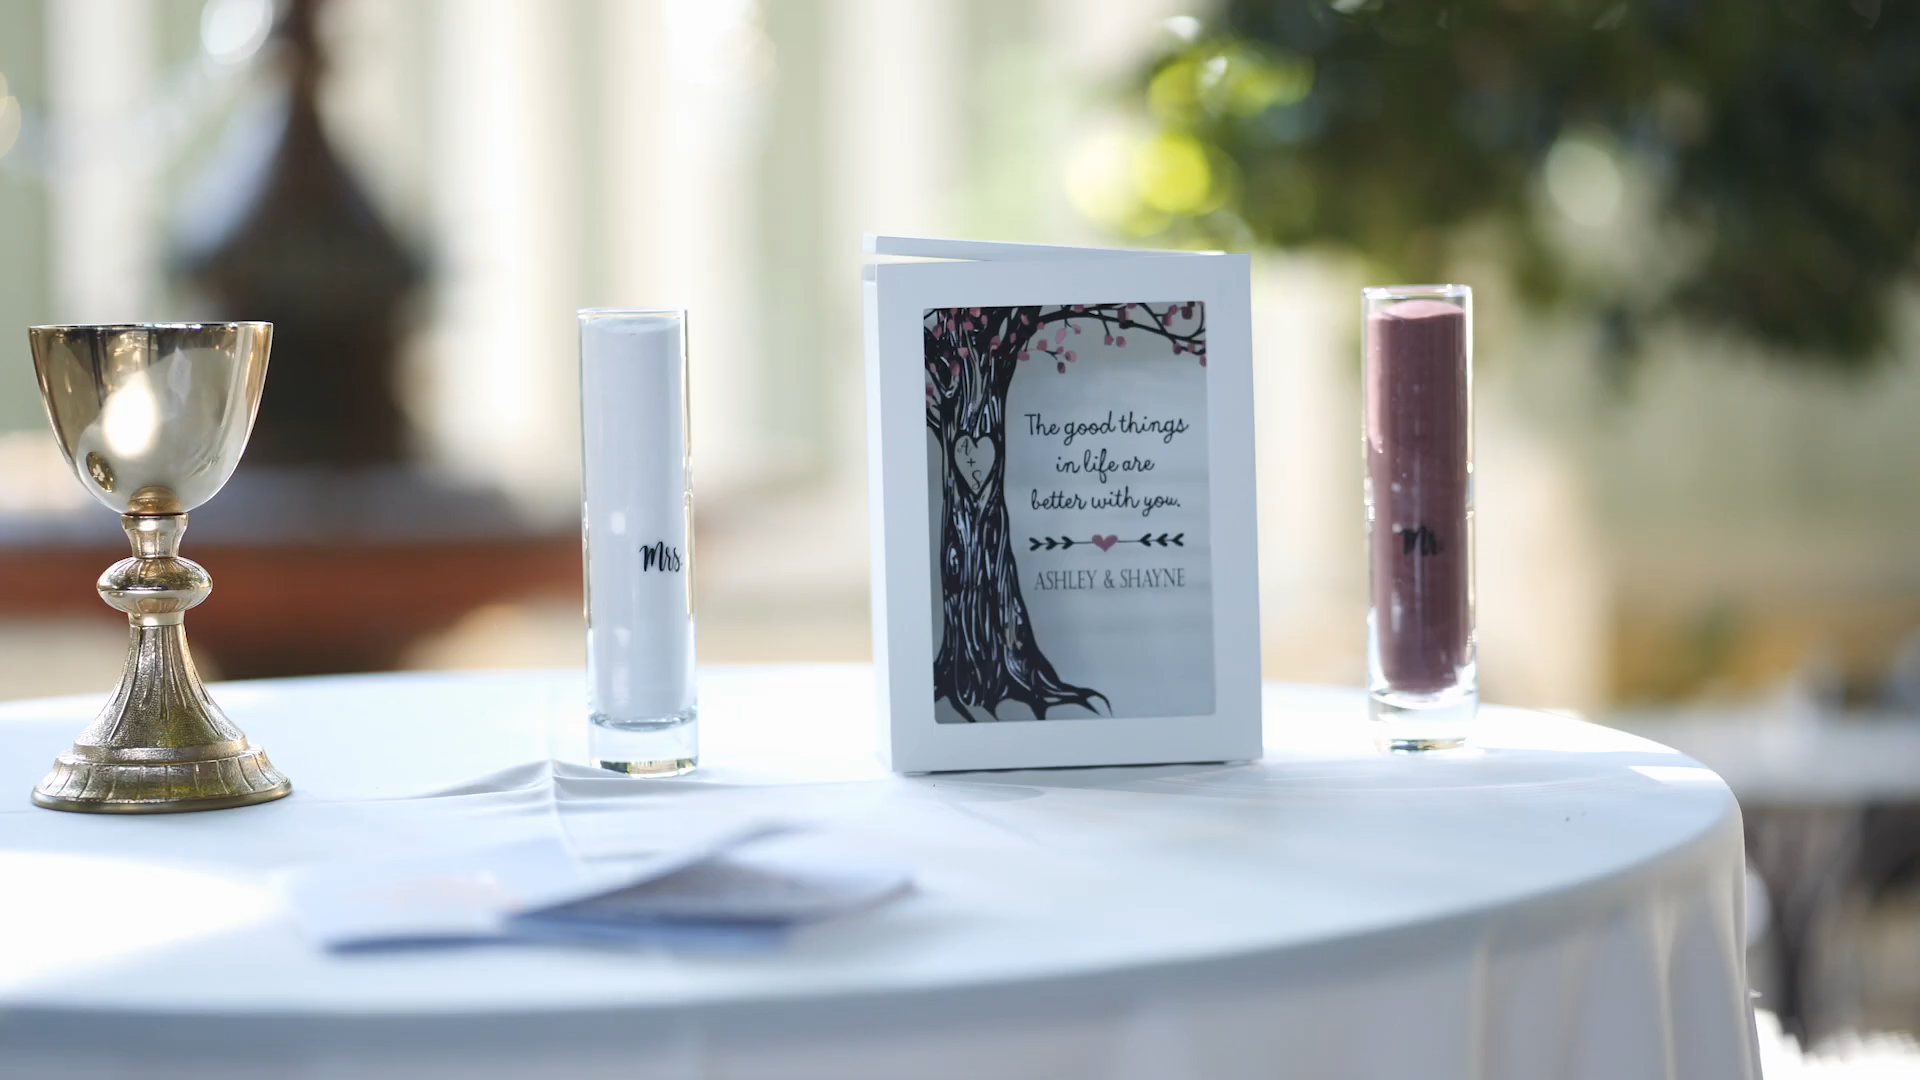 Mrs.
A
+
S
The good things
in life are
better with you.
ASHLEY & SHAYNE
Mr.